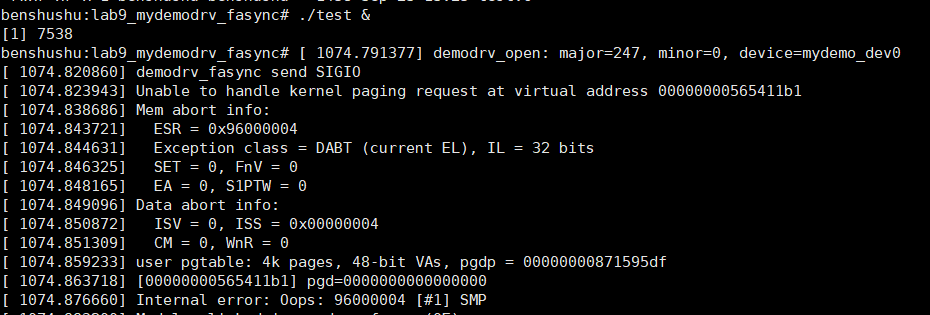 benshushu:lab9_mydemodrv_fasync# ./test &
[1] 7538
benshushu:lab9_mydemodrv_fasync# [ 1074.791377] demodrv_open: major=247, minor=0, device=mydemo_dev0
[ 1074.820860] demodrv_fasync send SIGIO
[ 1074.823943] Unable to handle kernel paging request at virtual address 00000000565411b1
[ 1074.838686] Mem abort info:
[ 1074.843721]   ESR = 0x96000004
[ 1074.844631]   Exception class = DABT (current EL), IL = 32 bits
[ 1074.846325]   SET = 0, FnV = 0
[ 1074.848165]   EA = 0, S1PTW = 0
[ 1074.849096] Data abort info:
[ 1074.850872]   ISV = 0, ISS = 0x00000004
[ 1074.851309]   CM = 0, WnR = 0
[ 1074.859233] user pgtable: 4k pages, 48-bit VAs, pgdp = 00000000871595df
[ 1074.863718] [00000000565411b1] pgd=0000000000000000
[ 1074.876660] Internal error: Oops: 96000004 [#1] SMP